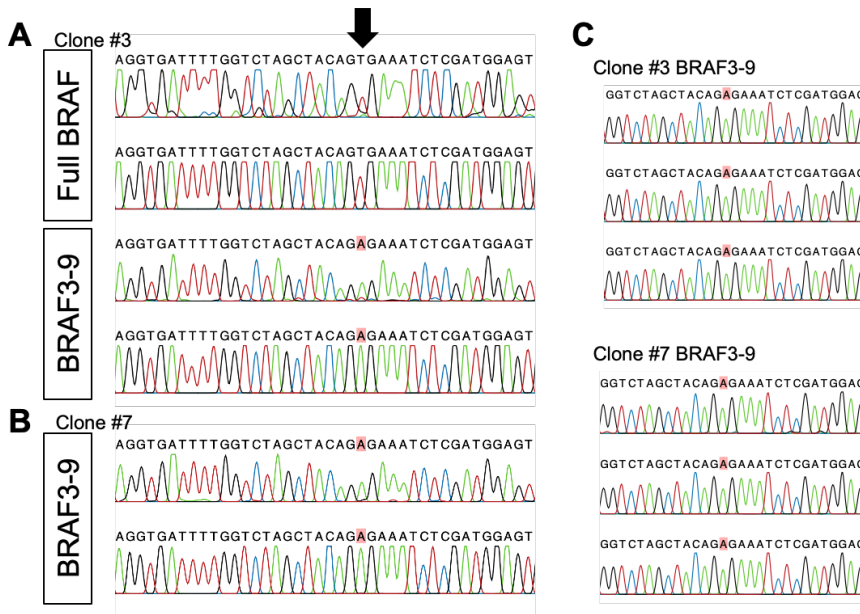 A
Clone #3
Full BRAF
AGGTGATTTTGGTCTAGCTACAGTGAAATCTCGATGGAGT
AGGTGATTTTGGTCTAGCTACAGTGAAATCTCGATGGAGT
BRAF3-9
AGGTGATTTTGGTCTAGCTACAGAGAAATCTCGATGGAGT
AGGTGATTTTGGTCTAGCTACAGAGAAATCTCGATGGAGT
B
Clone #7
BRAF3-9
AGGTGATTTTGGTCTAGCTACAGAGAAATCTCGATGGAGT
AGGTGATTTTGGTCTAGCTACAGAGAAATCTCGATGGAGT
C
Clone #3 BRAF3-9
GGTCTAGCTACAGAGAAATCTCGATGGAC
GGTCTAGCTACAGAGAAATCTCGATGGAC
GGTCTAGCTACAGAGAAATCTCGATGGAC
Clone #7 BRAF3-9
GGTCTAGCTACAGAGAAATCTCGATGGAC
GGTCTAGCTACAGAGAAATCTCGATGGAC
GGTCTAGCTACAGAGAAATCTCGATGGAC